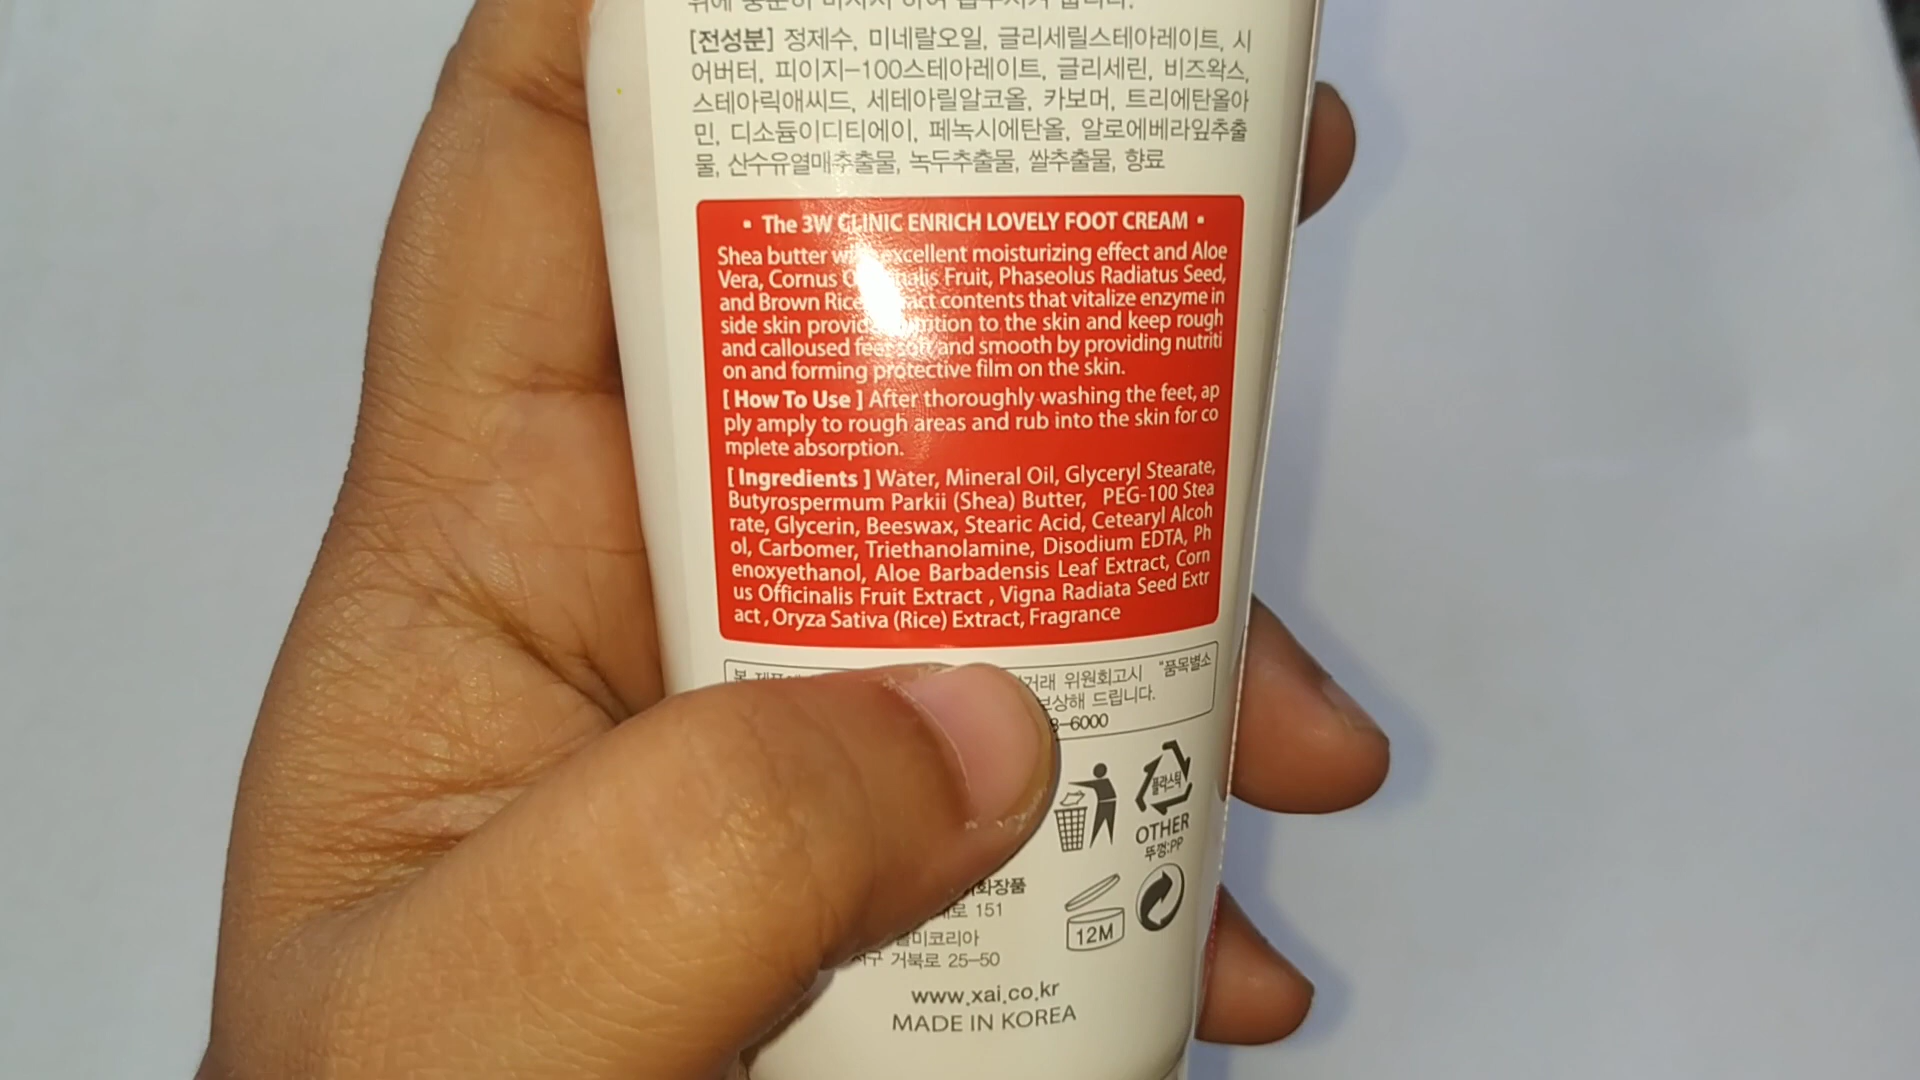 [전성분] 정제수, 미네랄오일, 글리세릴스테아레이트, 시
어버터, 피이지-100스테아레이트, 글리세린, 비즈왁스,
스테아릭애씨드, 세테아릴알코올, 카보머, 트리에탄올아
민, 디소듐이디티에이, 페녹시에탄올, 알로에베라잎추출
물, 산수유열매추출물, 녹두추출물, 쌀추출물, 향료
• The 3W CLINIC ENRICH LOVELY FOOT CREAM •
Shea butter excellent moisturizing effect and Aloe
Vera, Cornus Fruit, Phaseolus Radiatus Seed,
and Brown Rice contents that vitalize enzyme in
side skin to the skin and keep rough
and calloused and smooth by providing nutriti
on and forming protective film on the skin.
[ How To Use ] After thoroughly washing the feet, ap
ply amply to rough areas and rub into the skin for co
mplete absorption.
[ Ingredients ] Water, Mineral Oil, Glyceryl Stearate,
Butyrospermum Parkii (Shea) Butter, PEG-100 Stea
rate, Glycerin, Beeswax, Stearic Acid, Cetearyl Alcoh
ol, Carbomer, Triethanolamine, Disodium EDTA, Ph
enoxyethanol, Aloe Barbadensis Leaf Extract, Corn
us Officinalis Fruit Extract , Vigna Radiata Seed Extr
act , Oryza Sativa (Rice) Extract, Fragrance
위원회고시 "품목별소
보상해 드립니다.
-6000
플라스틱
OTHER
뚜껑:PP
화장품
151
12M
거북로 25-50
www.xai.co.kr
MADE IN KOREA